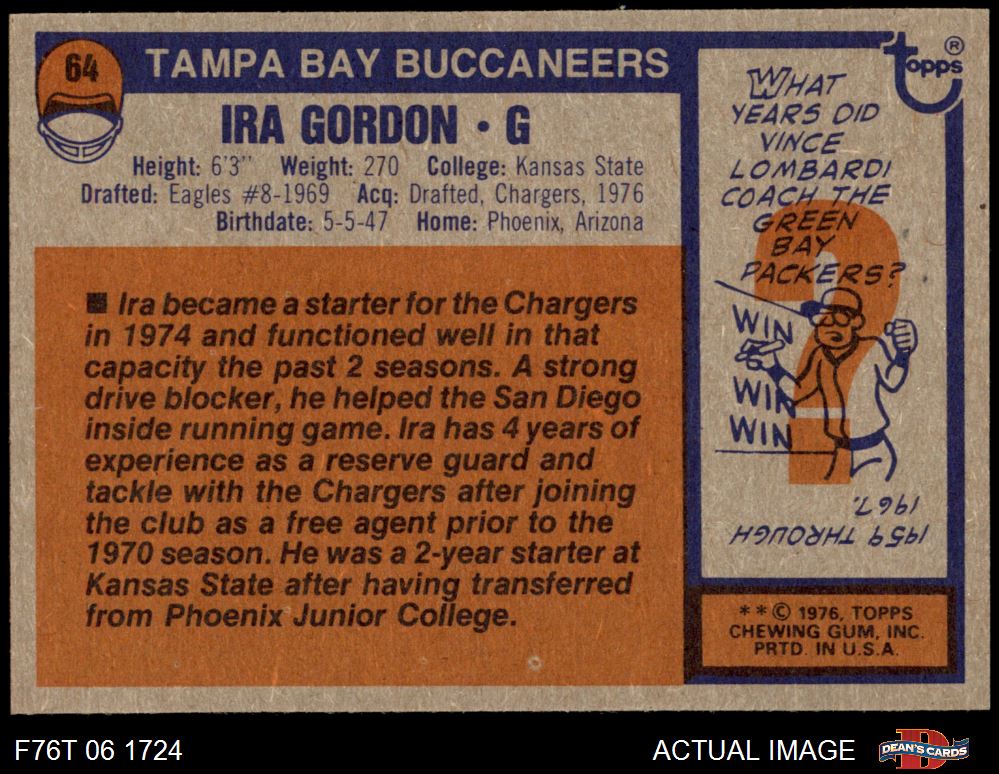 64
TAMPA BAY BUCCANEERS
IRA GORDON • G
Height: 6'3" Weight: 270 College: Kansas State
Drafted: Eagles #8-1969 Acq: Drafted, Chargers, 1976
Birthdate: 5-5-47 Home: Phoenix, Arizona
■ Ira became a starter for the Chargers
in 1974 and functioned well in that
capacity the past 2 seasons. A strong
drive blocker, he helped the San Diego
inside running game. Ira has 4 years of
experience as a reserve guard and
tackle with the Chargers after joining
the club as a free agent prior to the
1970 season. He was a 2-year starter at
Kansas State after having transferred
from Phoenix Junior College.
topps®
WHAT
YEARS DID
VINCE
LOMBARDI
COACH THE
GREEN
BAY
PACKERS?
?
WIN
WIN
WIN
1959 THROUGH
1967.
**© 1976, TOPPS
CHEWING GUM, INC.
PRTD. IN U.S.A.
F76T 06 1724
ACTUAL IMAGE
D
DEAN'S CARDS